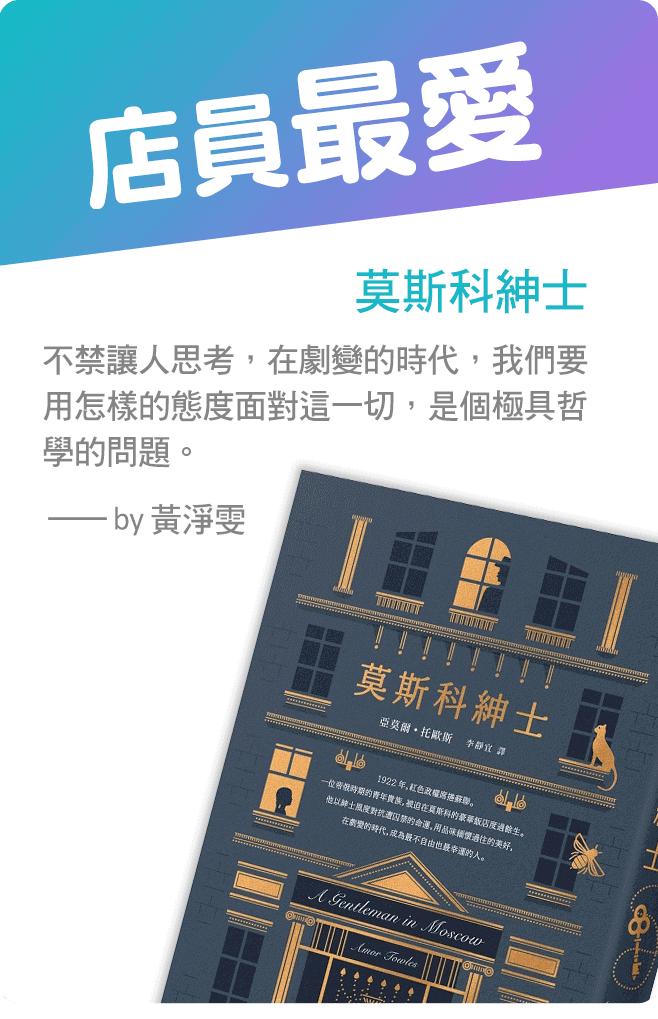 店員最愛
莫斯科紳士
不禁讓人思考，在劇變的時代，我們要
用怎樣的態度面對這一切，是個極具哲
學的問題。
—— by 黃淨雯
莫斯科紳士
亞莫爾・托歐斯 李靜宜 譯
1922 年，紅色政權席捲蘇聯。
一位帝俄時期的青年貴族，被迫在莫斯科的豪華飯店度過餘生。
他以紳士風度對抗遭囚禁的命運，用品味緬懷過往的美好，
在劇變的時代，成為最不自由也最幸運的人。
A Gentleman in Moscow
Amor Towles